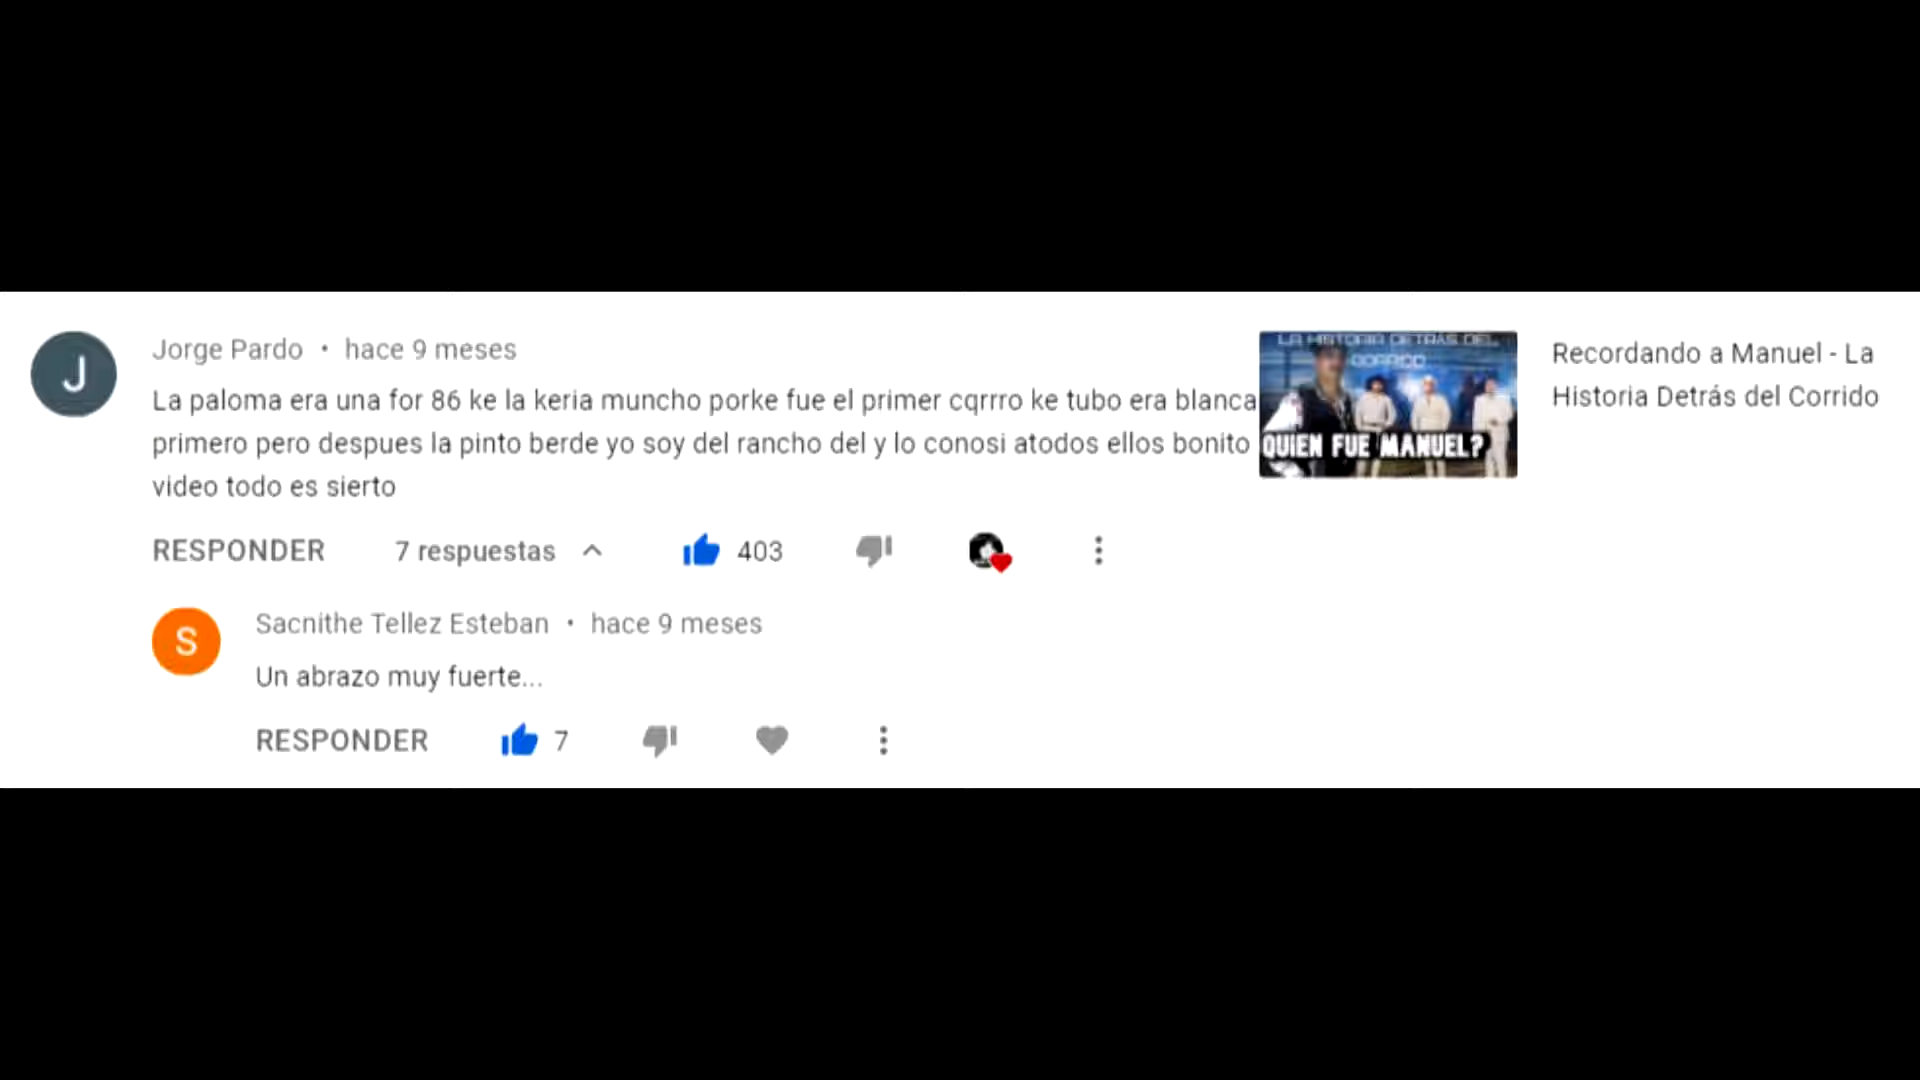 J
Jorge Pardo • hace 9 meses
La paloma era una for 86 ke la keria muncho porke fue el primer cqrrro ke tubo era blanca
primero pero despues la pinto berde yo soy del rancho del y lo conosi atodos ellos bonito
video todo es sierto
RESPONDER 7 respuestas 403
LA HISTORIA DETRAS DEL
CORRIDO
QUIEN FUE MANUEL?
Recordando a Manuel - La
Historia Detrás del Corrido
S
Sacnithe Tellez Esteban • hace 9 meses
Un abrazo muy fuerte...
RESPONDER 7